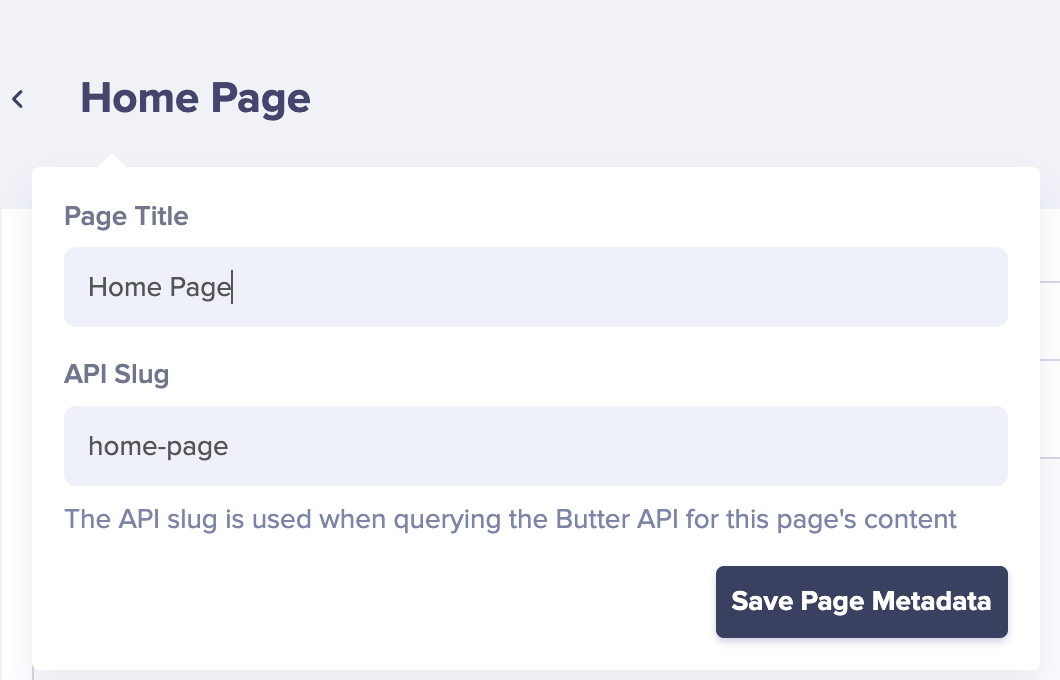 Home Page
Page Title
Home Page
API Slug
home-page
The API slug is used when querying the Butter API for this page's content
Save Page Metadata